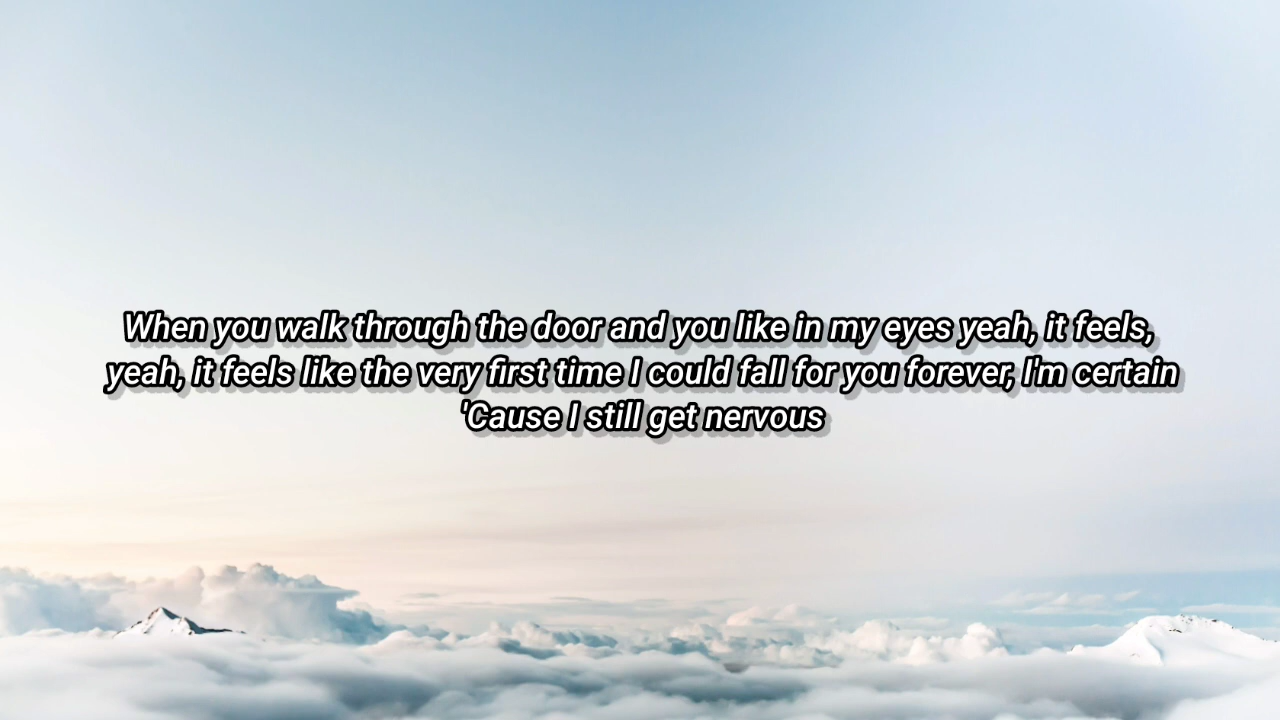 When you walk through the door and you like in my eyes yeah, it feels,
yeah, it feels like the very first time I could fall for you forever, I'm certain
'Cause I still get nervous